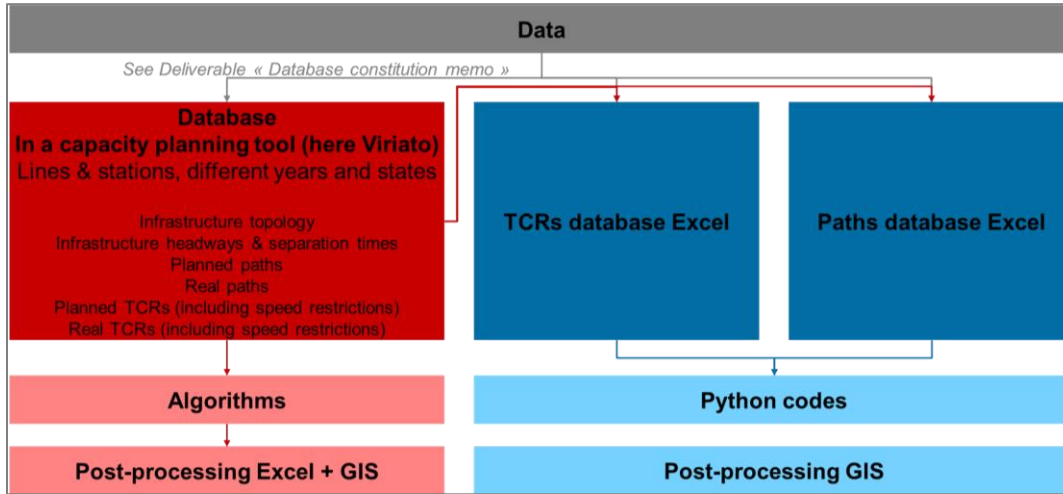 Data
See Deliverable « Database constitution memo »
Database
In a capacity planning tool (here Viriato)
Lines & stations, different years and states
Infrastructure topology
Infrastructure headways & separation times
Planned paths
Real paths
Planned TCRs (including speed restrictions)
Real TCRs (including speed restrictions)
TCRs database Excel
Paths database Excel
Algorithms
Python codes
Post-processing Excel + GIS
Post-processing GIS